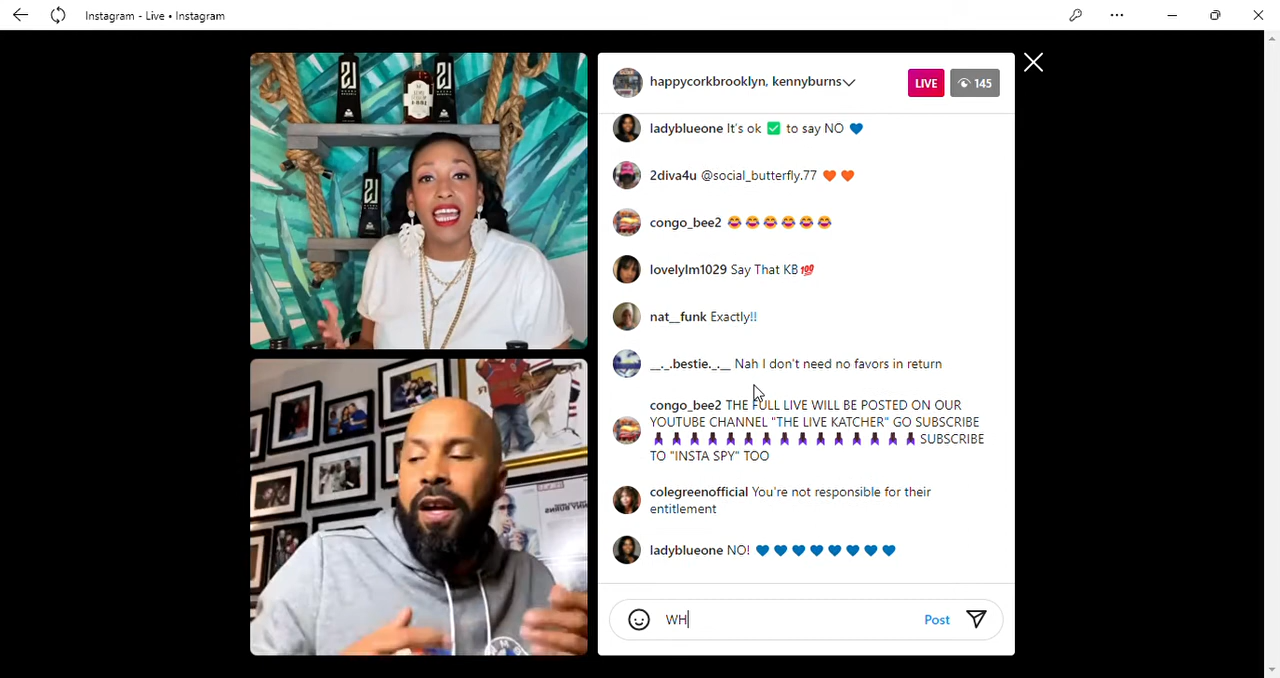 Instagram - Live • Instagram
21
21
21
happycorkbrooklyn, kennyburns
LIVE
145
ladyblueone It's ok ✅ to say NO 💙
2diva4u @social_butterfly.77 🧡 🧡
congo_bee2 😂 😂 😂 😂 😂 😂
lovelylm1029 Say That KB💯
nat__funk Exactly!!
__._.bestie._.__ Nah I don't need no favors in return
congo_bee2 THE FULL LIVE WILL BE POSTED ON OUR
YOUTUBE CHANNEL "THE LIVE KATCHER" GO SUBSCRIBE
SUBSCRIBE
TO "INSTA SPY" TOO
colegreenofficial You're not responsible for their
entitlement
ladyblueone NO! 💙 💙 💙 💙 💙 💙 💙 💙
WH
Post